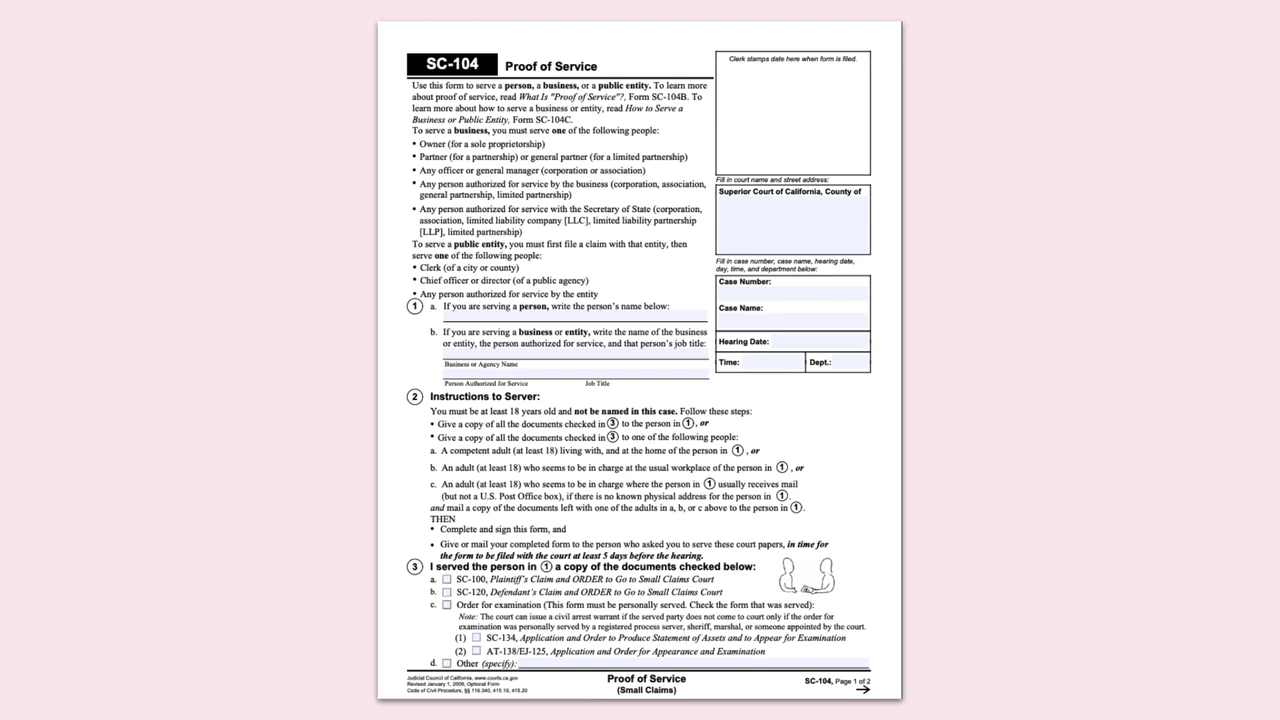 SC-104
Proof of Service
Clerk stamps date here when form is filed.
Use this form to serve a person, a business, or a public entity. To learn more
about proof of service, read What Is "Proof of Service"?, Form SC-104B. To
learn more about how to serve a business or entity, read How to Serve a
Business or Public Entity, Form SC-104C.
To serve a business, you must serve one of the following people:
• Owner (for a sole proprietorship)
• Partner (for a partnership) or general partner (for a limited partnership)
• Any officer or general manager (corporation or association)
• Any person authorized for service by the business (corporation, association,
general partnership, limited partnership)
• Any person authorized for service with the Secretary of State (corporation,
association, limited liability company [LLC], limited liability partnership
[LLP], limited partnership)
To serve a public entity, you must first file a claim with that entity, then
serve one of the following people:
• Clerk (of a city or county)
• Chief officer or director (of a public agency)
• Any person authorized for service by the entity
Fill in court name and street address:
Superior Court of California, County of
Fill in case number, case name, hearing date,
day, time, and department below:
Case Number:
Case Name:
Hearing Date:
Time:
Dept.:
1 a. If you are serving a person, write the person's name below:
b. If you are serving a business or entity, write the name of the business
or entity, the person authorized for service, and that person's job title:
Business or Agency Name
Person Authorized for Service
Job Title
2 Instructions to Server:
You must be at least 18 years old and not be named in this case. Follow these steps:
• Give a copy of all the documents checked in 3 to the person in 1, or
• Give a copy of all the documents checked in 3 to one of the following people:
a. A competent adult (at least 18) living with, and at the home of the person in 1, or
b. An adult (at least 18) who seems to be in charge at the usual workplace of the person in 1, or
c. An adult (at least 18) who seems to be in charge where the person in 1 usually receives mail
(but not a U.S. Post Office box), if there is no known physical address for the person in 1.
and mail a copy of the documents left with one of the adults in a, b, or c above to the person in 1.
THEN
• Complete and sign this form, and
• Give or mail your completed form to the person who asked you to serve these court papers, in time for
the form to be filed with the court at least 5 days before the hearing.
3 I served the person in 1 a copy of the documents checked below:
a. SC-100, Plaintiff's Claim and ORDER to Go to Small Claims Court
b. SC-120, Defendant's Claim and ORDER to Go to Small Claims Court
c. Order for examination (This form must be personally served. Check the form that was served):
Note: The court can issue a civil arrest warrant if the served party does not come to court only if the order for
examination was personally served by a registered process server, sheriff, marshal, or someone appointed by the court.
(1) SC-134, Application and Order to Produce Statement of Assets and to Appear for Examination
(2) AT-138/EJ-125, Application and Order for Appearance and Examination
d. Other (specify):
Judicial Council of California, www.courts.ca.gov
Revised January 1, 2009, Optional Form
Code of Civil Procedure, §§ 116.340, 415.10, 415.20
Proof of Service
(Small Claims)
SC-104, Page 1 of 2